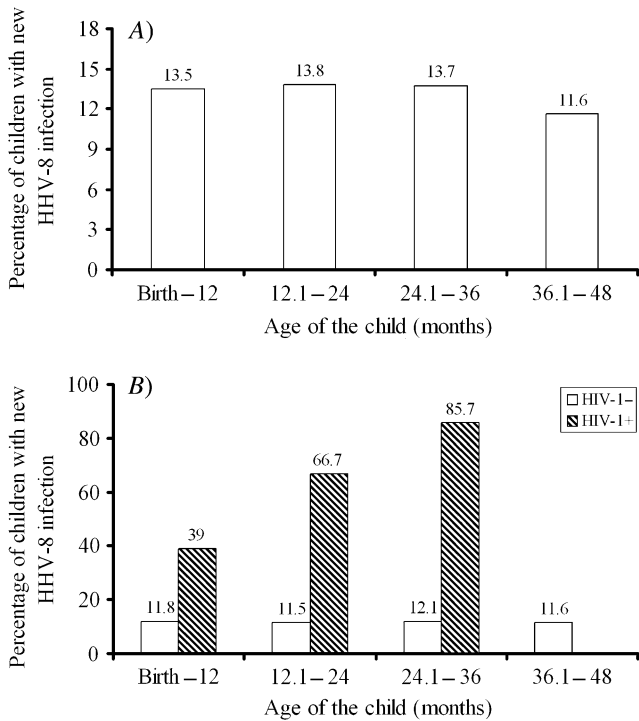 A)
Percentage of children with new
HHV-8 infection
18
15
12
9
6
3
0
13.5
13.8
13.7
11.6
Birth–12
12.1–24
24.1–36
36.1–48
Age of the child (months)
B)
Percentage of children with new
HHV-8 infection
100
80
60
40
20
0
HIV-1–
HIV-1+
11.8
39
11.5
66.7
12.1
85.7
11.6
Birth–12
12.1–24
24.1–36
36.1–48
Age of the child (months)